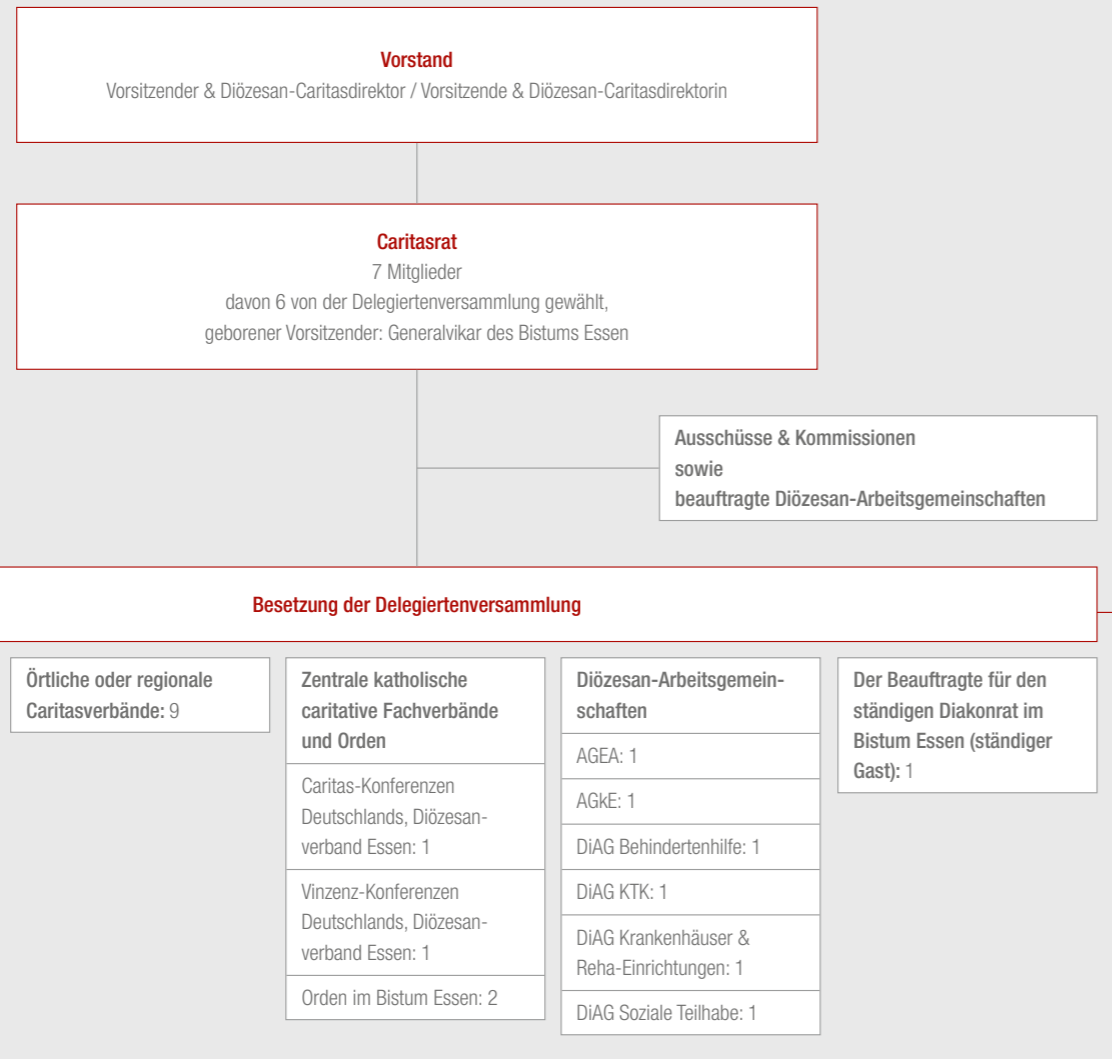 Vorstand
Vorsitzender & Diözesan-Caritasdirektor / Vorsitzende & Diözesan-Caritasdirektorin
Caritasrat
7 Mitglieder
davon 6 von der Delegiertenversammlung gewählt,
geborener Vorsitzender: Generalvikar des Bistums Essen
Ausschüsse & Kommissionen
sowie
beauftragte Diözesan-Arbeitsgemeinschaften
Besetzung der Delegiertenversammlung
Örtliche oder regionale
Caritasverbände: 9
Zentrale katholische
caritative Fachverbände
und Orden
Caritas-Konferenzen
Deutschlands, Diözesan-
verband Essen: 1
Vinzenz-Konferenzen
Deutschlands, Diözesan-
verband Essen: 1
Orden im Bistum Essen: 2
Diözesan-Arbeitsgemein-
schaften
AGEA: 1
AGkE: 1
DiAG Behindertenhilfe: 1
DiAG KTK: 1
DiAG Krankenhäuser &
Reha-Einrichtungen: 1
DiAG Soziale Teilhabe: 1
Der Beauftragte für den
ständigen Diakonrat im
Bistum Essen (ständiger
Gast): 1